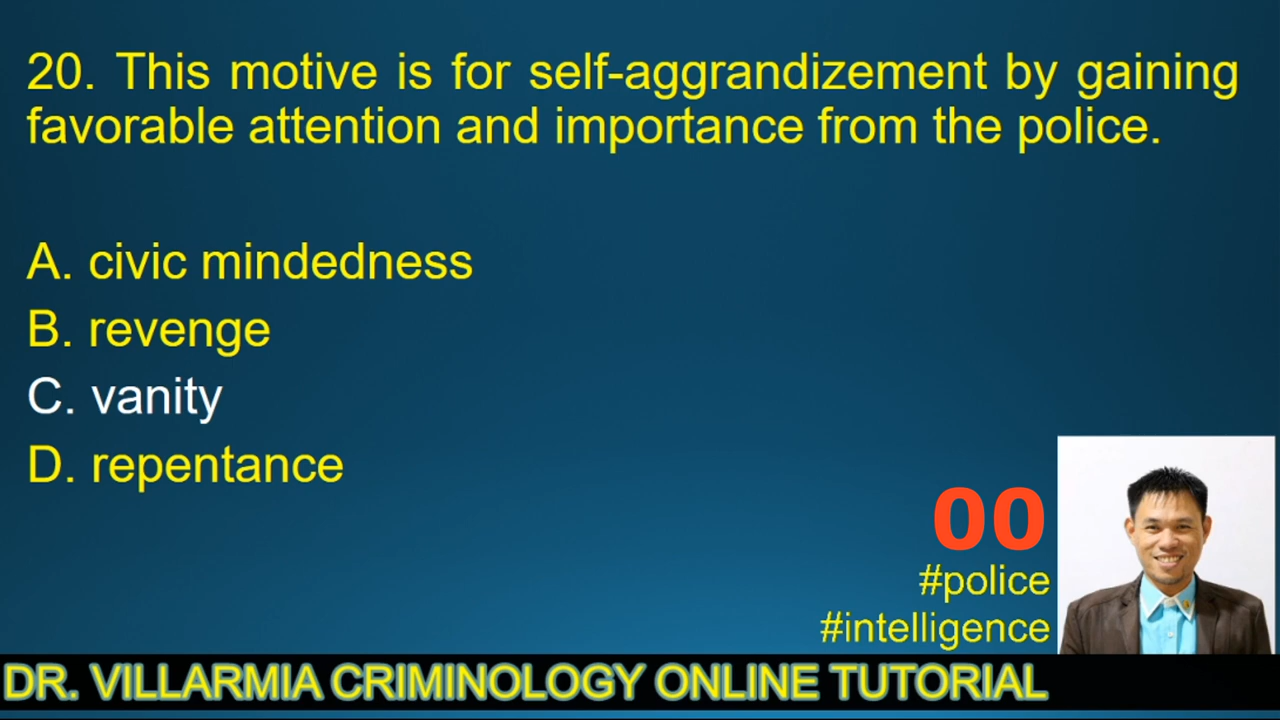 20. This motive is for self-aggrandizement by gaining
favorable attention and importance from the police.
A. civic mindedness
B. revenge
C. vanity
D. repentance
00
#police
#intelligence
DR. VILLARMIA CRIMINOLOGY ONLINE TUTORIAL